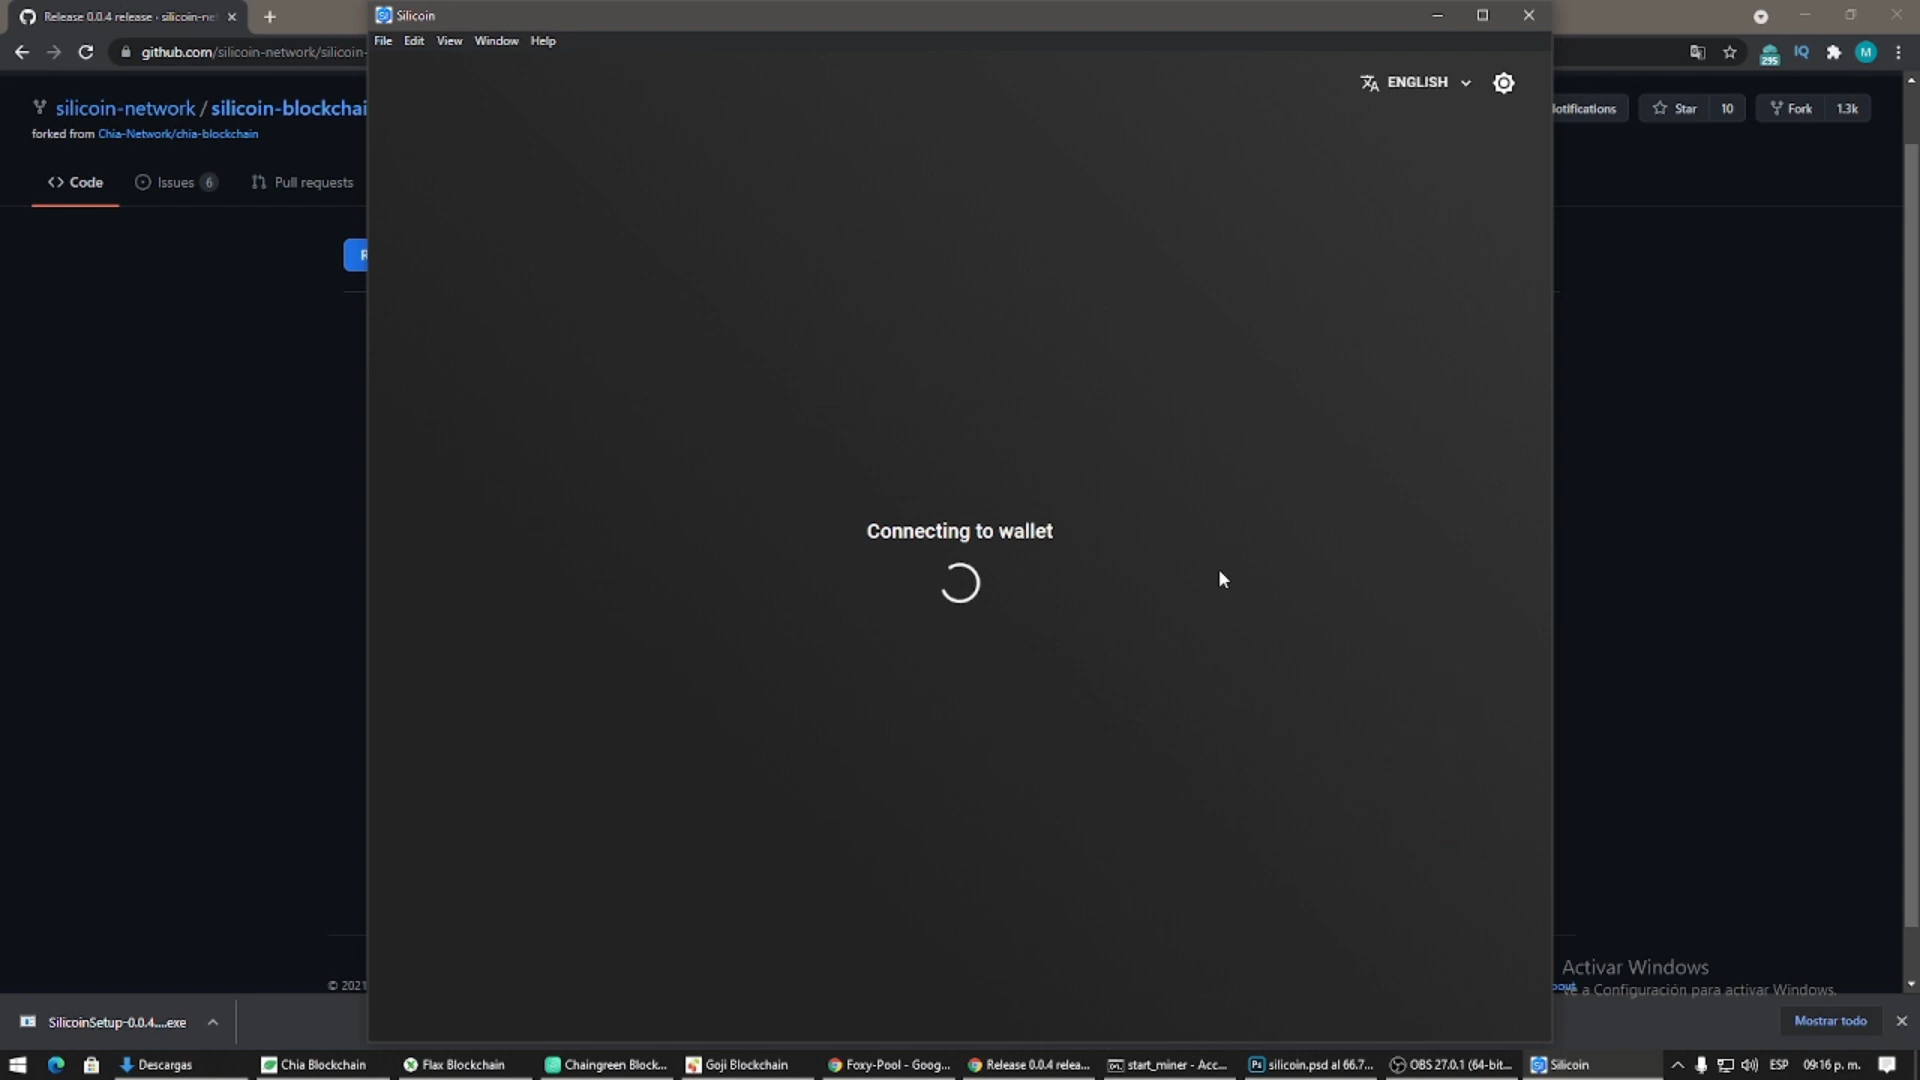 Release 0.0.4 release · silicoin-ne
Silicoin
github.com/silicoin-network/silicoin-
File Edit View Window Help
295
IQ
M
ENGLISH
silicoin-network / silicoin-blockchai
forked from Chia-Network/chia-blockchain
otifications
Star 10
Fork 1.3k
Code
Issues 6
Pull requests
R
Connecting to wallet
© 2021
Activar Windows
Ve a Configuración para activar Windows.
SilicoinSetup-0.0.4....exe
Mostrar todo
Descargas
Chia Blockchain
Flax Blockchain
Chaingreen Block...
Goji Blockchain
Foxy-Pool - Goog...
Release 0.0.4 relea...
start_miner - Acc...
Ps
silicoin.psd al 66.7...
OBS 27.0.1 (64-bit...
Silicoin
ESP
09:16 p. m.